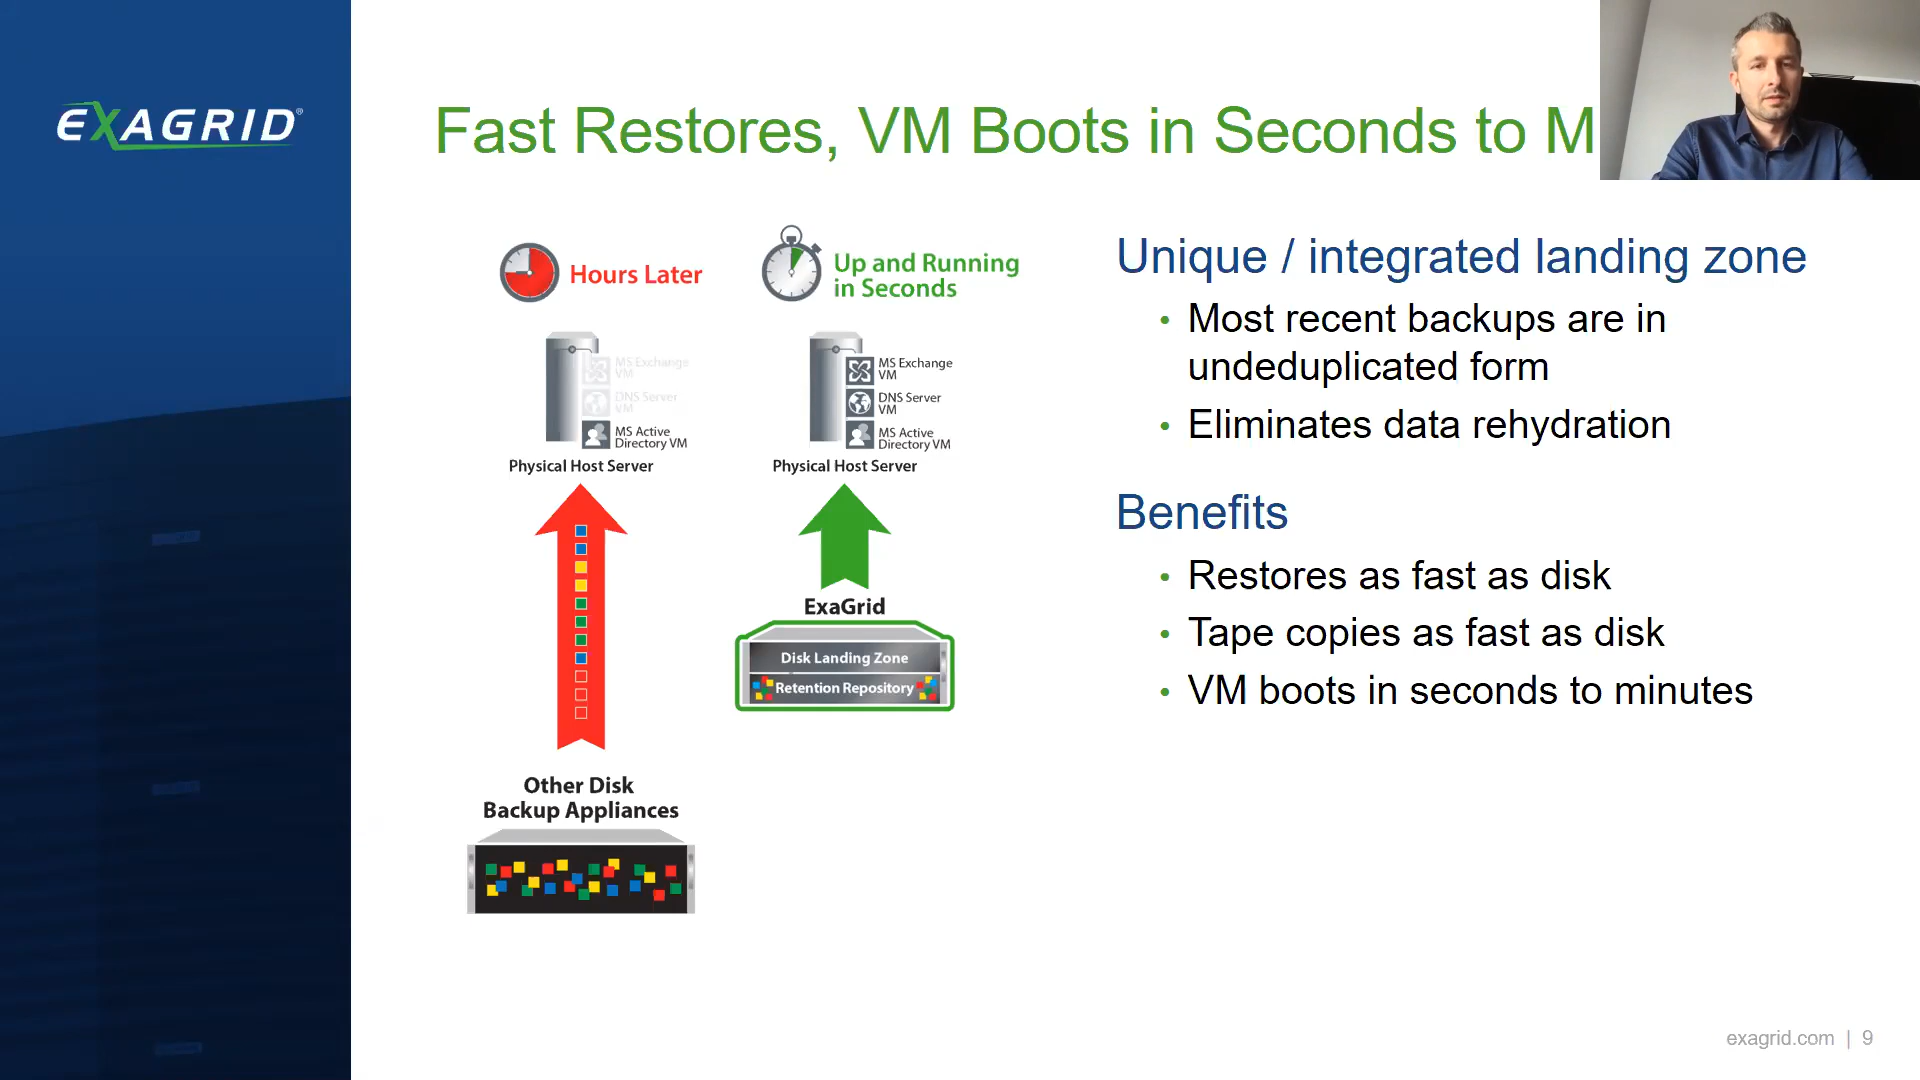 EXAGRID®
Fast Restores, VM Boots in Seconds to M
Hours Later
Up and Running
in Seconds
MS Exchange
VM
DNS Server
VM
MS Active
Directory VM
Physical Host Server
MS Exchange
VM
DNS Server
VM
MS Active
Directory VM
Physical Host Server
ExaGrid
Disk Landing Zone
Retention Repository
Other Disk
Backup Appliances
Unique / integrated landing zone
• Most recent backups are in
undeduplicated form
• Eliminates data rehydration
Benefits
• Restores as fast as disk
• Tape copies as fast as disk
• VM boots in seconds to minutes
exagrid.com | 9